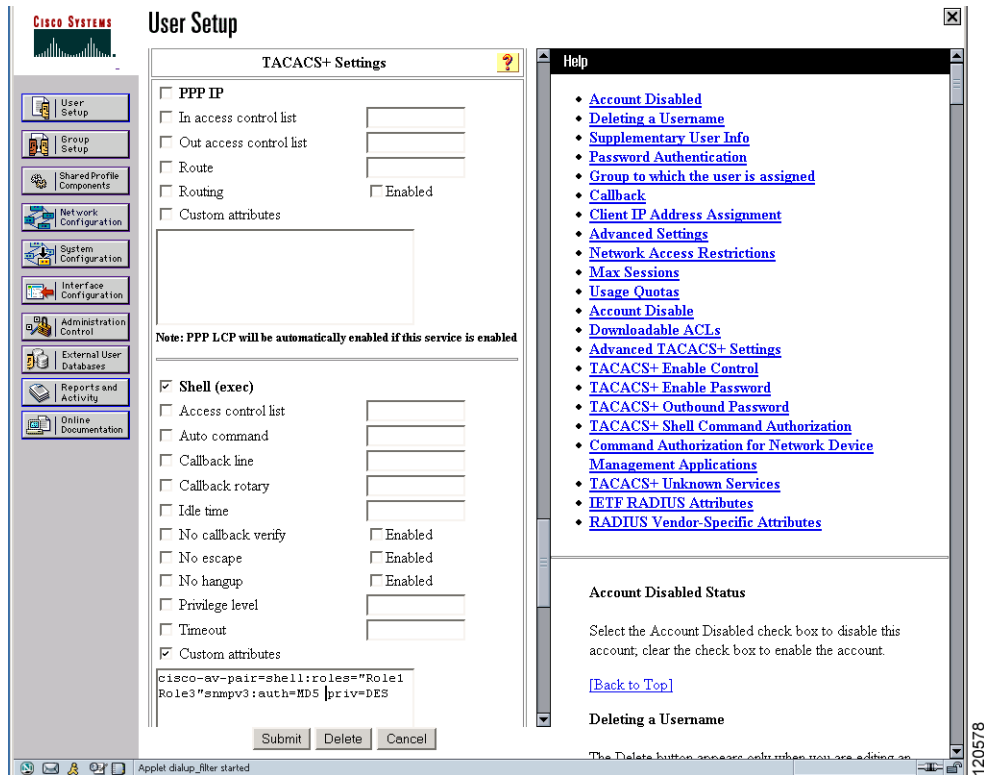 CISCO SYSTEMS
User Setup
User
Setup
Group
Setup
Shared Profile
Components
Network
Configuration
System
Configuration
Interface
Configuration
Administration
Control
External User
Databases
Reports and
Activity
Online
Documentation
TACACS+ Settings
?
PPP IP
In access control list
Out access control list
Route
Routing
Enabled
Custom attributes
Note: PPP LCP will be automatically enabled if this service is enabled
Shell (exec)
Access control list
Auto command
Callback line
Callback rotary
Idle time
No callback verify
Enabled
No escape
Enabled
No hangup
Enabled
Privilege level
Timeout
Custom attributes
cisco-av-pair=shell:roles="Role1
Role3"snmpv3:auth=MD5 priv=DES
Submit
Delete
Cancel
Help
Account Disabled
Deleting a Username
Supplementary User Info
Password Authentication
Group to which the user is assigned
Callback
Client IP Address Assignment
Advanced Settings
Network Access Restrictions
Max Sessions
Usage Quotas
Account Disable
Downloadable ACLs
Advanced TACACS+ Settings
TACACS+ Enable Control
TACACS+ Enable Password
TACACS+ Outbound Password
TACACS+ Shell Command Authorization
Command Authorization for Network Device
Management Applications
TACACS+ Unknown Services
IETF RADIUS Attributes
RADIUS Vendor-Specific Attributes
Account Disabled Status
Select the Account Disabled check box to disable this
account; clear the check box to enable the account.
[Back to Top]
Deleting a Username
The Delete button appears only when you are editing an
Applet dialup_filter started
120578